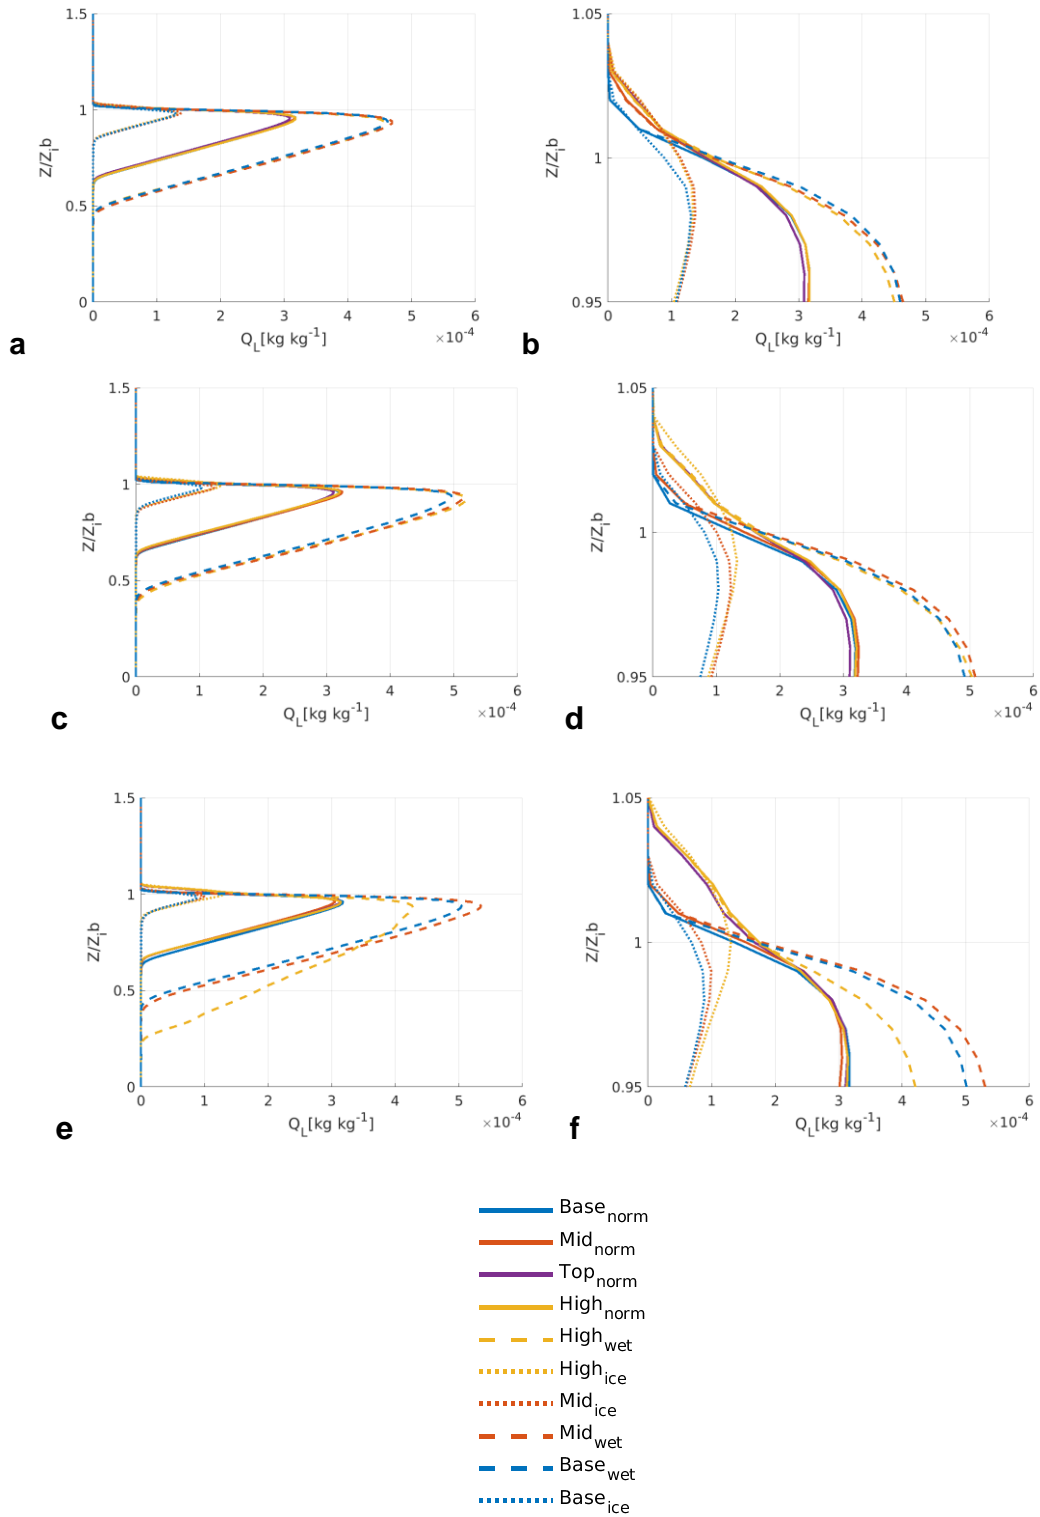 1.5
1
0.5
0
Z/Z_ib
0 1 2 3 4 5 6
Q_L[kg kg^-1]
×10^-4
a
1.05
1
0.95
Z/Z_ib
0 1 2 3 4 5 6
Q_L[kg kg^-1]
×10^-4
b
1.5
1
0.5
0
Z/Z_ib
0 1 2 3 4 5 6
Q_L[kg kg^-1]
×10^-4
c
1.05
1
0.95
Z/Z_ib
0 1 2 3 4 5 6
Q_L[kg kg^-1]
×10^-4
d
1.5
1
0.5
0
Z/Z_ib
0 1 2 3 4 5 6
Q_L[kg kg^-1]
×10^-4
e
1.05
1
0.95
Z/Z_ib
0 1 2 3 4 5 6
Q_L[kg kg^-1]
×10^-4
f
Base_norm
Mid_norm
Top_norm
High_norm
High_wet
High_ice
Mid_ice
Mid_wet
Base_wet
Base_ice